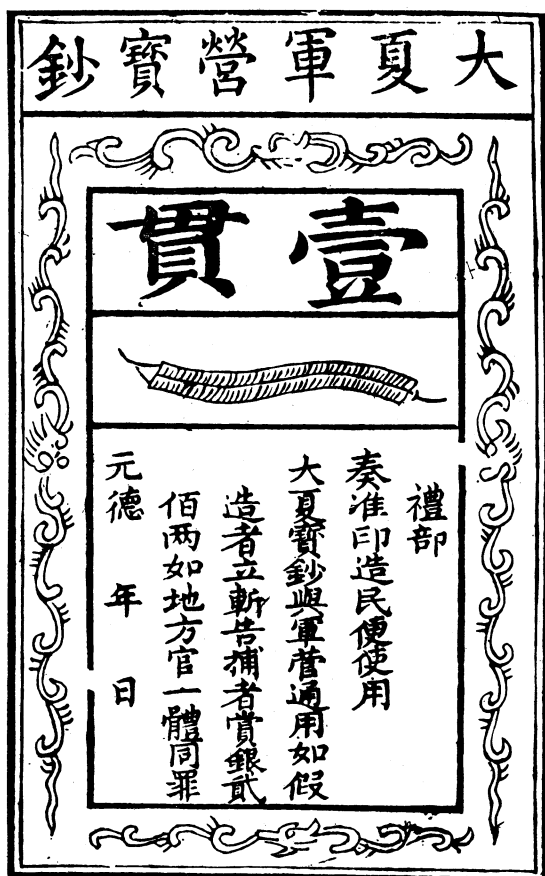 大夏軍營寶鈔
壹貫
禮部
奏准印造民便使用
大夏寶鈔與軍營通用如假
造者立斬告捕者賞銀貳
佰两如地方官一體同罪
元德　年　日